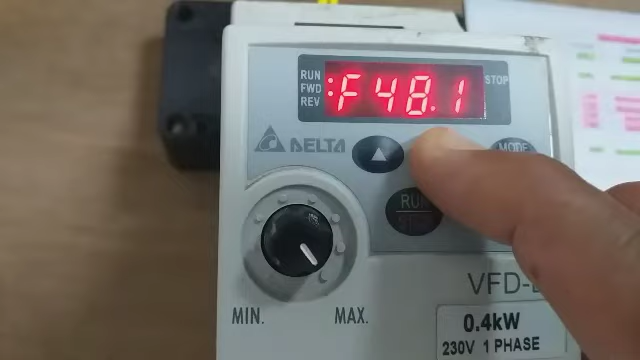 RUN
FWD
REV
F48.1
STOP
DELTA
MODE
RUN
MIN.
MAX.
VFD-
0.4kW
230V 1 PHASE